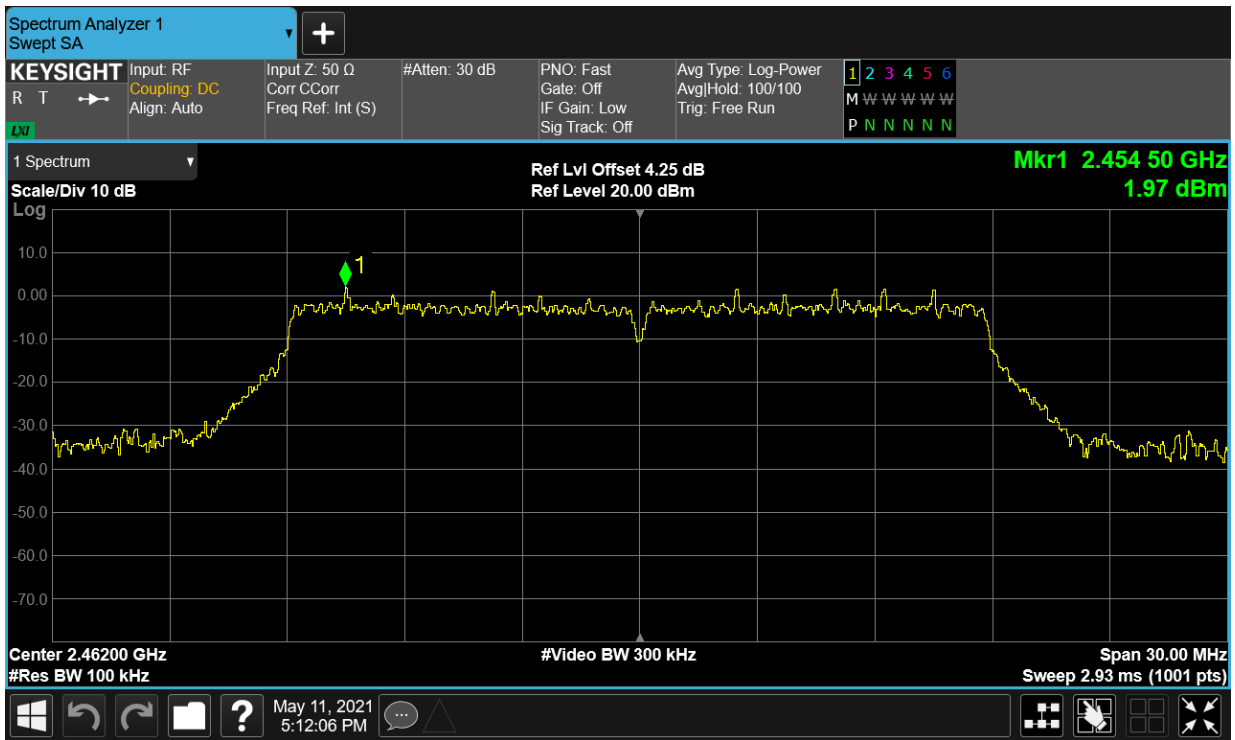 Spectrum Analyzer 1
Swept SA
+
KEYSIGHT
R T
LXI
Input: RF
Coupling: DC
Align: Auto
Input Z: 50 Ω
Corr CCorr
Freq Ref: Int (S)
#Atten: 30 dB
PNO: Fast
Gate: Off
IF Gain: Low
Sig Track: Off
Avg Type: Log-Power
Avg|Hold: 100/100
Trig: Free Run
1 2 3 4 5 6
M W W W W W
P N N N N N
1 Spectrum
Scale/Div 10 dB
Log
Ref Lvl Offset 4.25 dB
Ref Level 20.00 dBm
Mkr1 2.454 50 GHz
1.97 dBm
1
10.0
0.00
-10.0
-20.0
-30.0
-40.0
-50.0
-60.0
-70.0
Center 2.46200 GHz
#Res BW 100 kHz
#Video BW 300 kHz
Span 30.00 MHz
Sweep 2.93 ms (1001 pts)
?
May 11, 2021
5:12:06 PM